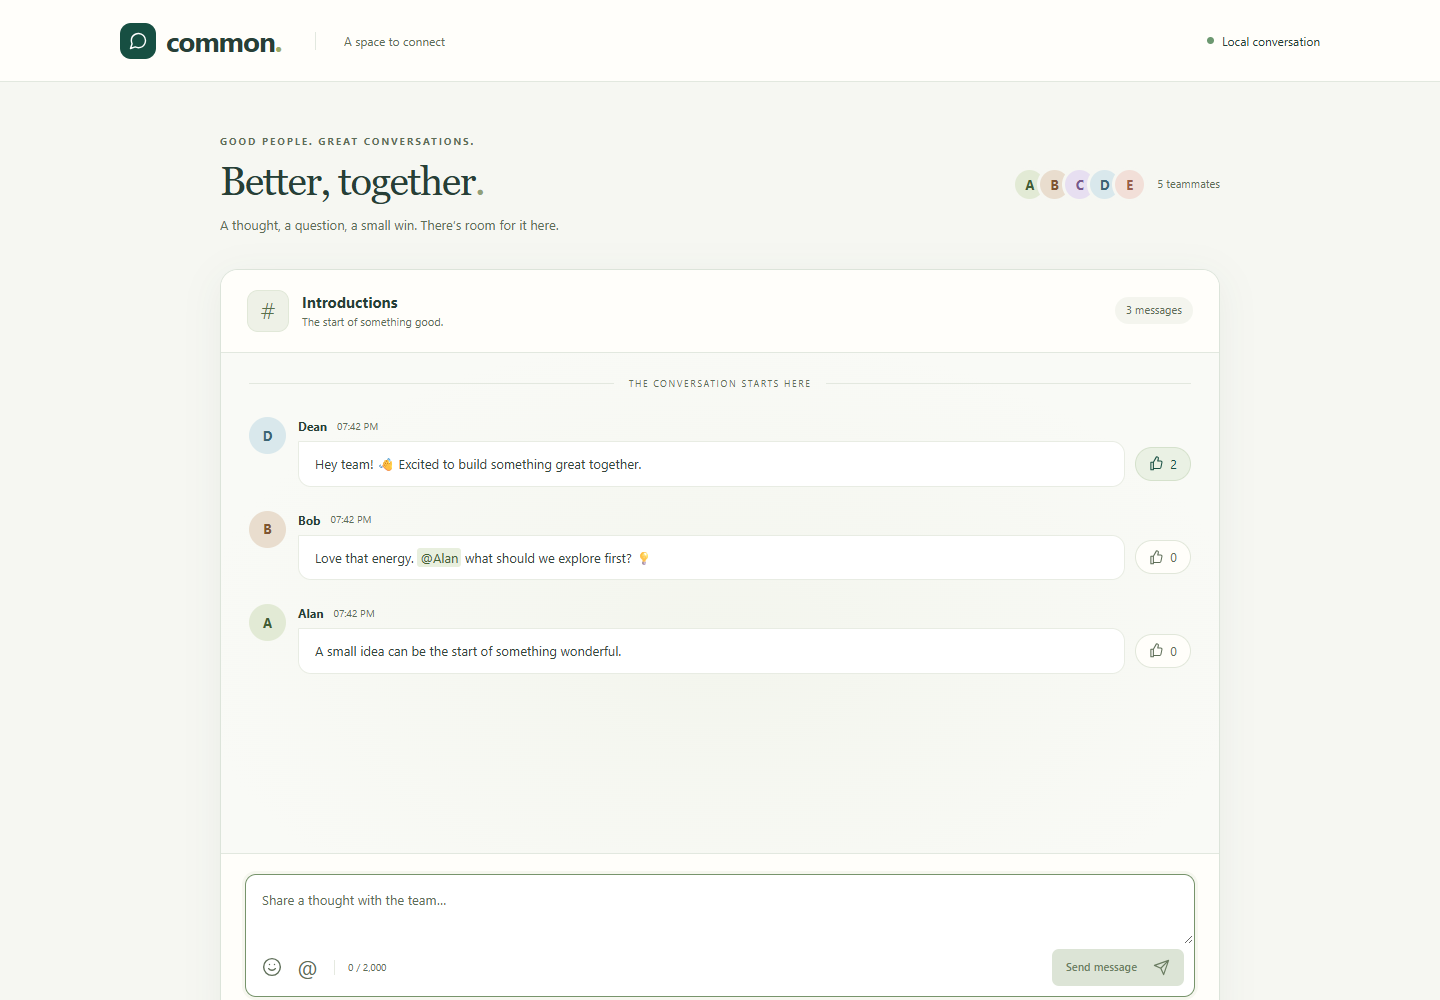 common.
A space to connect
Local conversation
GOOD PEOPLE. GREAT CONVERSATIONS.
Better, together.
A thought, a question, a small win. There's room for it here.
A B C D E
5 teammates
#
Introductions
The start of something good.
3 messages
THE CONVERSATION STARTS HERE
D
Dean 07:42 PM
Hey team! 👋 Excited to build something great together.
2
B
Bob 07:42 PM
Love that energy. @Alan what should we explore first? 💡
0
A
Alan 07:42 PM
A small idea can be the start of something wonderful.
0
Share a thought with the team...
@
0 / 2,000
Send message